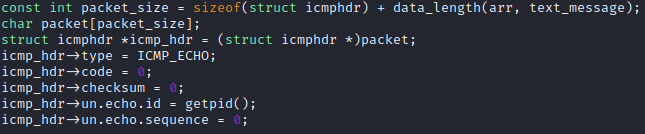 const int packet_size = sizeof(struct icmphdr) + data_length(arr, text_message);
char packet[packet_size];
struct icmphdr *icmp_hdr = (struct icmphdr *)packet;
icmp_hdr→type = ICMP_ECHO;
icmp_hdr→code = 0;
icmp_hdr→checksum = 0;
icmp_hdr→un.echo.id = getpid();
icmp_hdr→un.echo.sequence = 0;